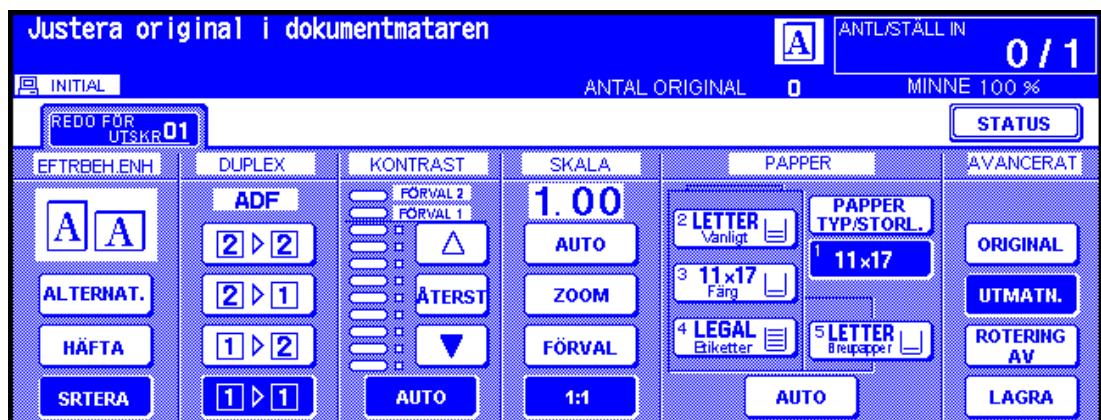 Justera original i dokumentmataren
A
ANTL/STÄLL IN
0 / 1
INITIAL
ANTAL ORIGINAL 0
MINNE 100 %
REDO FÖR
UTSKR 01
STATUS
EFTRBEH.ENH
DUPLEX
KONTRAST
SKALA
PAPPER
AVANCERAT
A A
ALTERNAT.
HÄFTA
SRTERA
ADF
2 ▷ 2
2 ▷ 1
1 ▷ 2
1 ▷ 1
FÖRVAL 2
FÖRVAL 1
ÅTERST
AUTO
1.00
AUTO
ZOOM
FÖRVAL
1:1
2 LETTER
Vanligt
3 11x17
Färg
4 LEGAL
Etiketter
PAPPER
TYP/STORL.
1 11x17
5 LETTER
Brevpapper
AUTO
ORIGINAL
UTMATN.
ROTERING
AV
LAGRA